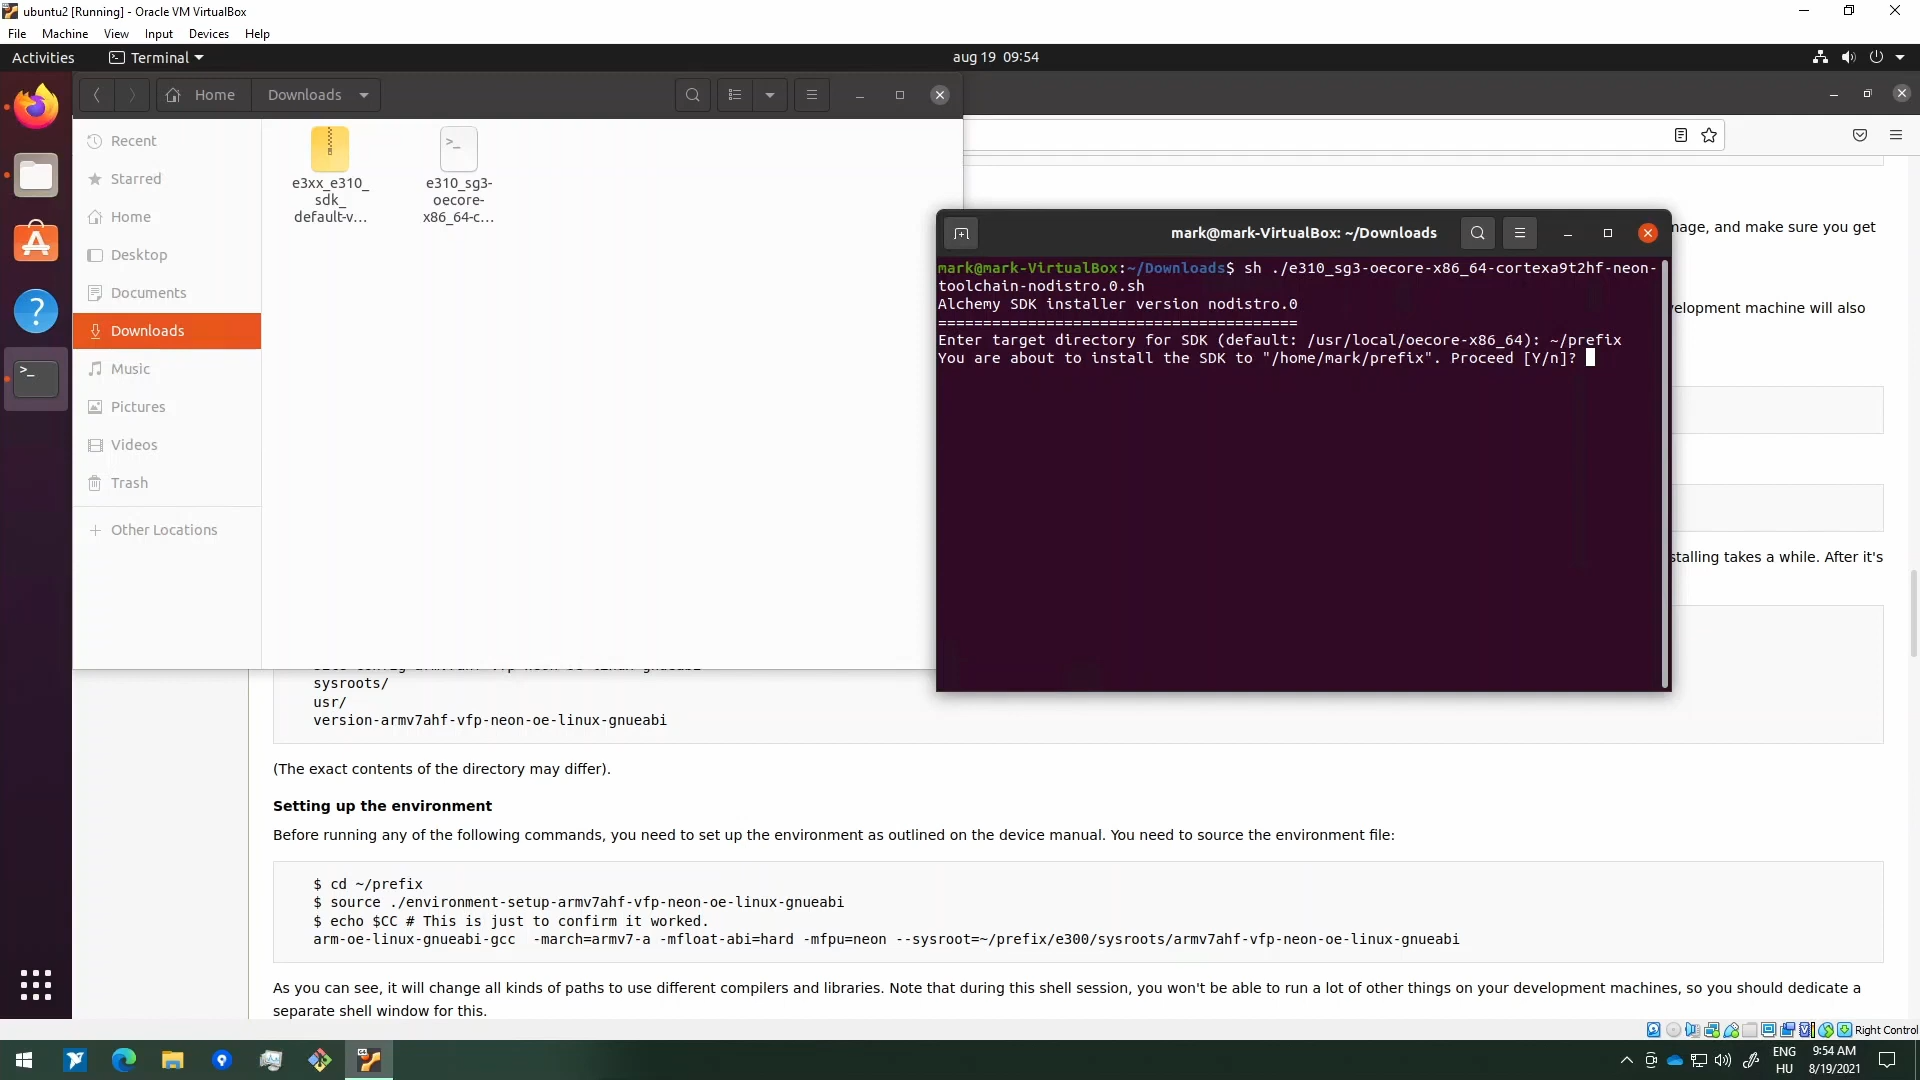 ubuntu2 [Running] - Oracle VM VirtualBox
File Machine View Input Devices Help
Activities Terminal aug 19 09:54
Home Downloads
Recent
Starred
Home
Desktop
Documents
Downloads
Music
Pictures
Videos
Trash
Other Locations
e3xx_e310_
sdk_
default-v...
e310_sg3-
oecore-
x86_64-c...
mage, and make sure you get
velopment machine will also
stalling takes a while. After it's
mark@mark-VirtualBox: ~/Downloads
mark@mark-VirtualBox:~/Downloads$ sh ./e310_sg3-oecore-x86_64-cortexa9t2hf-neon-
toolchain-nodistro.0.sh
Alchemy SDK installer version nodistro.0
========================================
Enter target directory for SDK (default: /usr/local/oecore-x86_64): ~/prefix
You are about to install the SDK to "/home/mark/prefix". Proceed [Y/n]?
sysroots/
usr/
version-armv7ahf-vfp-neon-oe-linux-gnueabi
(The exact contents of the directory may differ).
Setting up the environment
Before running any of the following commands, you need to set up the environment as outlined on the device manual. You need to source the environment file:
$ cd ~/prefix
$ source ./environment-setup-armv7ahf-vfp-neon-oe-linux-gnueabi
$ echo $CC # This is just to confirm it worked.
arm-oe-linux-gnueabi-gcc  -march=armv7-a -mfloat-abi=hard -mfpu=neon --sysroot=~/prefix/e300/sysroots/armv7ahf-vfp-neon-oe-linux-gnueabi
As you can see, it will change all kinds of paths to use different compilers and libraries. Note that during this shell session, you won't be able to run a lot of other things on your development machines, so you should dedicate a
separate shell window for this.
Right Control
ENG
HU
9:54 AM
8/19/2021